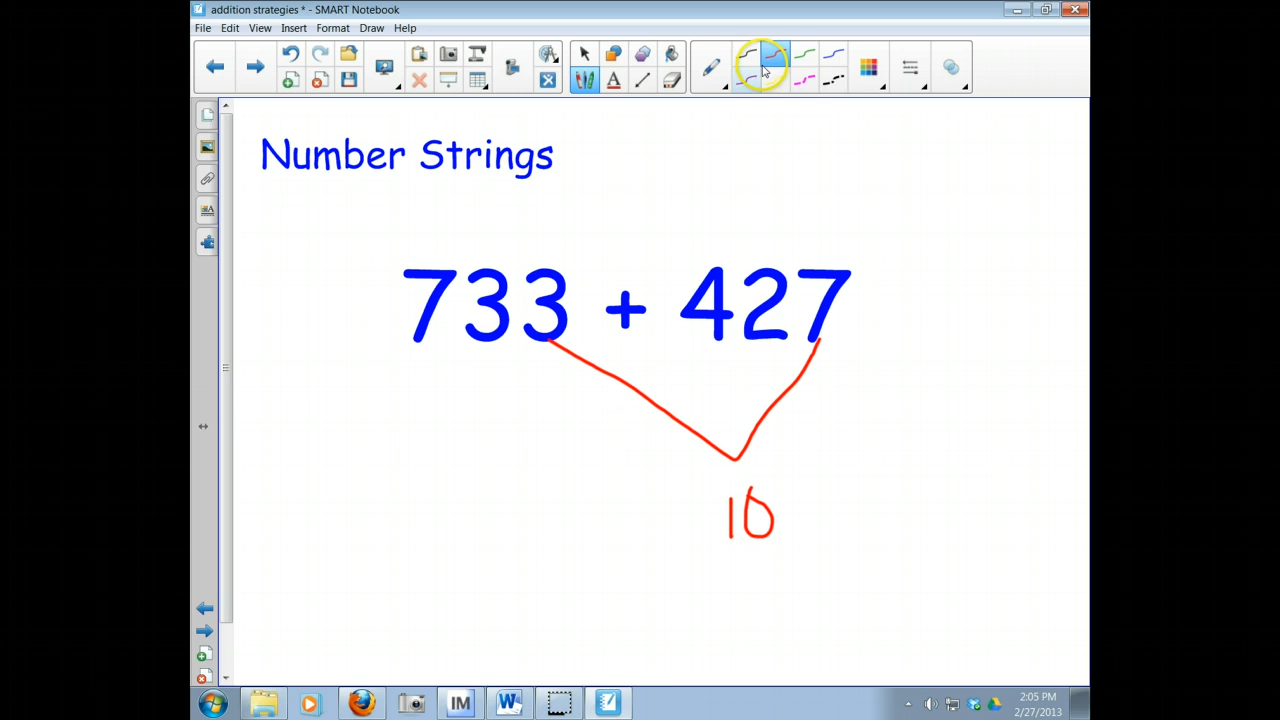 addition strategies * - SMART Notebook
File Edit View Insert Format Draw Help
Number Strings
733 + 427
10
IM
W
2:05 PM
2/27/2013